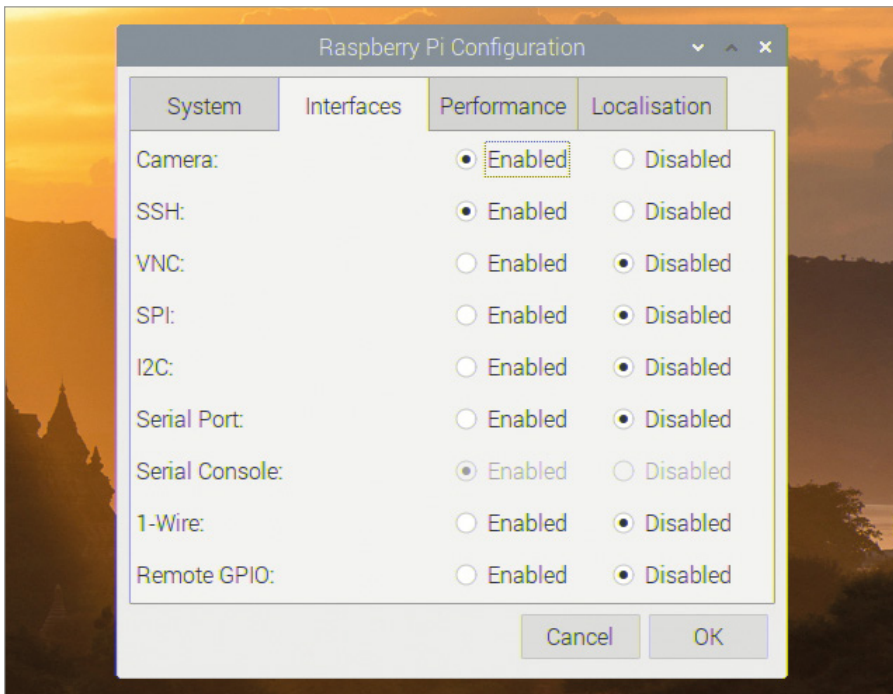 Raspberry Pi Configuration
System Interfaces Performance Localisation
Camera: Enabled Disabled
SSH: Enabled Disabled
VNC: Enabled Disabled
SPI: Enabled Disabled
I2C: Enabled Disabled
Serial Port: Enabled Disabled
Serial Console: Enabled Disabled
1-Wire: Enabled Disabled
Remote GPIO: Enabled Disabled
Cancel OK